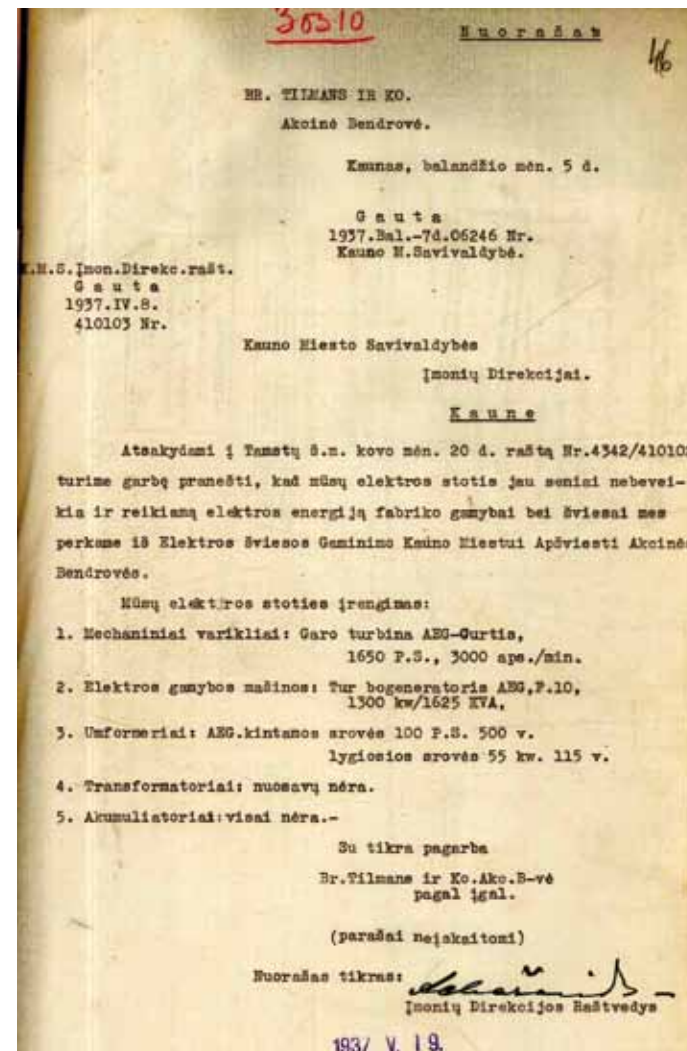 30310
Nuorašas
46
BR. TILMANS IR KO.
Akcinė Bendrovė.
Kaunas, balandžio mėn. 5 d.
Gauta
1937.Bal.-7d.06246 Nr.
Kauno M.Savivaldybė.
K.M.S.Įmon.Direkc.rašt.
Gauta
1937.IV.8.
410103 Nr.
Kauno Miesto Savivaldybės
Įmonių Direkcijai.
Kaune
Atsakydami į Tamstų š.m. kovo mėn. 20 d. raštą Nr.4342/410102
turime garbę pranešti, kad mūsų elektros stotis jau seniai nebevei-
kia ir reikiamą elektros energiją fabriko gamybai bei šviesai mes
perkame iš Elektros Šviesos Gaminimo Kauno Miestui Apšviesti Akcinės
Bendrovės.
Mūsų elektros stoties įrengimas:
1. Mechaniniai varikliai: Garo turbina AEG-Curtis,
1650 P.S., 3000 aps./min.
2. Elektros gamybos mašinos: Tur bogeneratoris AEG,F.10,
1300 kw/1625 KVA,
3. Umformeriai: AEG.kintamos srovės 100 P.S. 500 v.
lygiosios srovės 55 kw. 115 v.
4. Transformatoriai: nuosavų nėra.
5. Akumuliatoriai:visai nėra.-
Su tikra pagarba
Br.Tilmans ir Ko.Akc.B-vė
pagal įgal.
(parašai neįskaitomi)
Nuorašas tikras:
Įmonių Direkcijos Raštvedys
1937 V. 19.